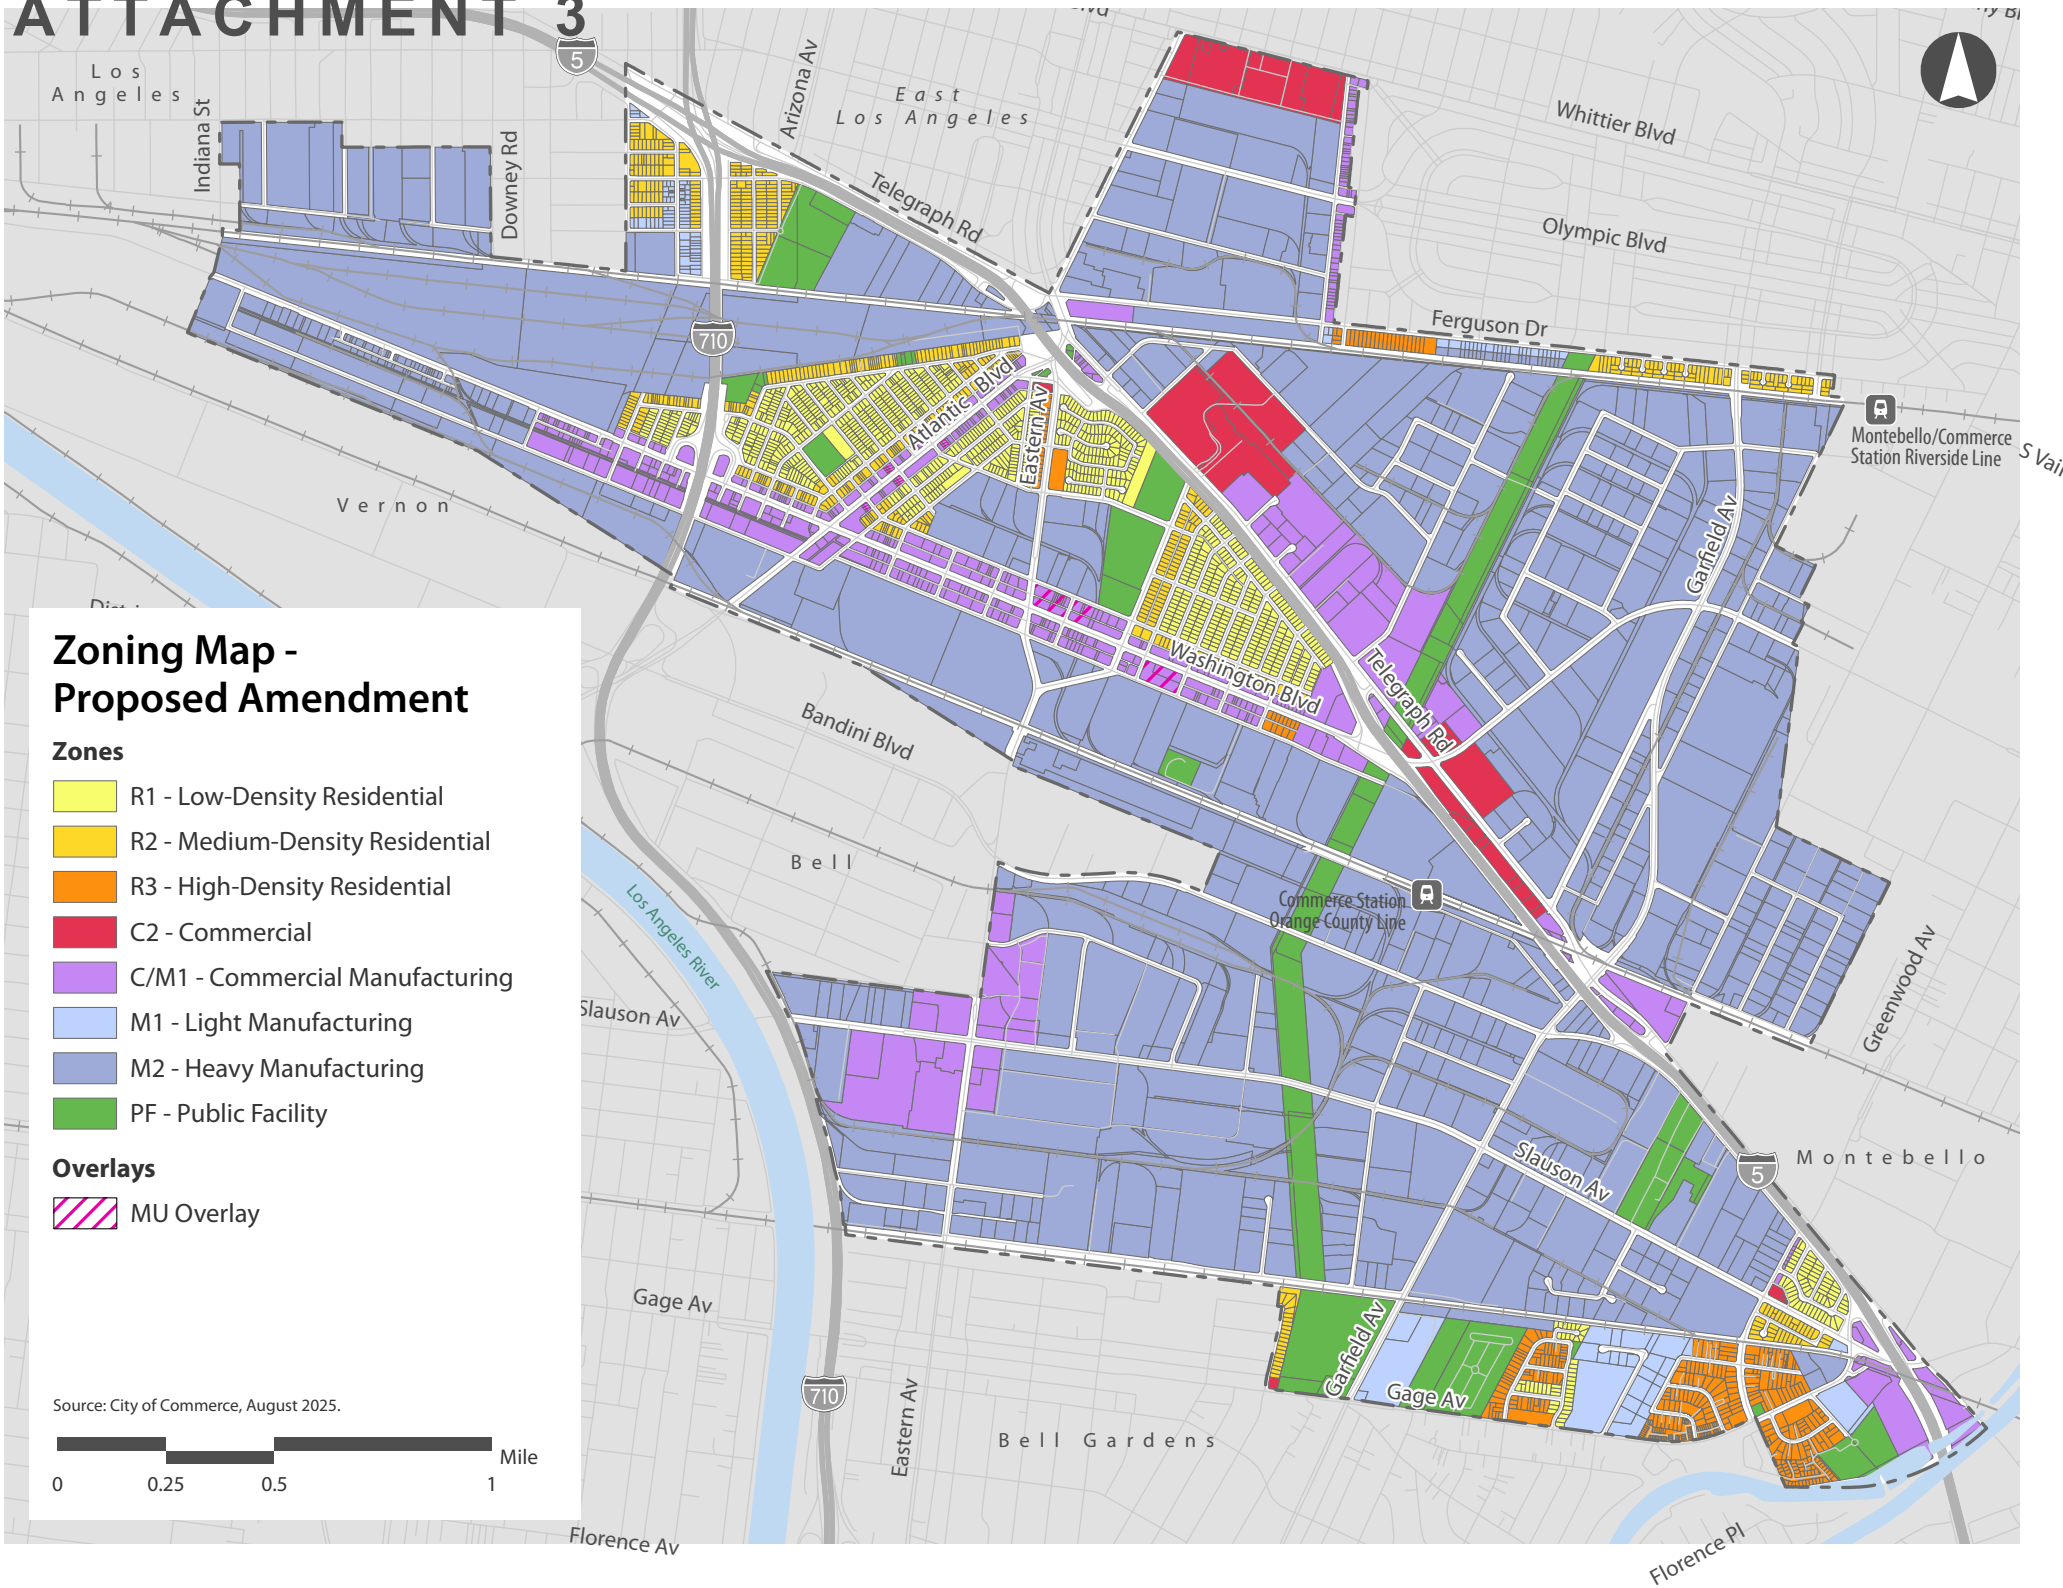 ATTACHMENT 3
Los
Angeles
Indiana St
Downey Rd
5
Arizona Av
East
Los Angeles
Telegraph Rd
Whittier Blvd
Olympic Blvd
Ferguson Dr
710
Atlantic Blvd
Eastern Av
Montebello/Commerce
Station Riverside Line
Garfield Av
Vernon
Washington Blvd
Telegraph Rd
Bandini Blvd
Bell
Commerce Station
Orange County Line
Los Angeles River
Slauson Av
Greenwood Av
Slauson Av
5
Montebello
Gage Av
Garfield Av
Gage Av
710
Eastern Av
Bell Gardens
Florence Av
Florence Pl
Zoning Map -
Proposed Amendment
Zones
R1 - Low-Density Residential
R2 - Medium-Density Residential
R3 - High-Density Residential
C2 - Commercial
C/M1 - Commercial Manufacturing
M1 - Light Manufacturing
M2 - Heavy Manufacturing
PF - Public Facility
Overlays
MU Overlay
Source: City of Commerce, August 2025.
Mile
0 0.25 0.5 1